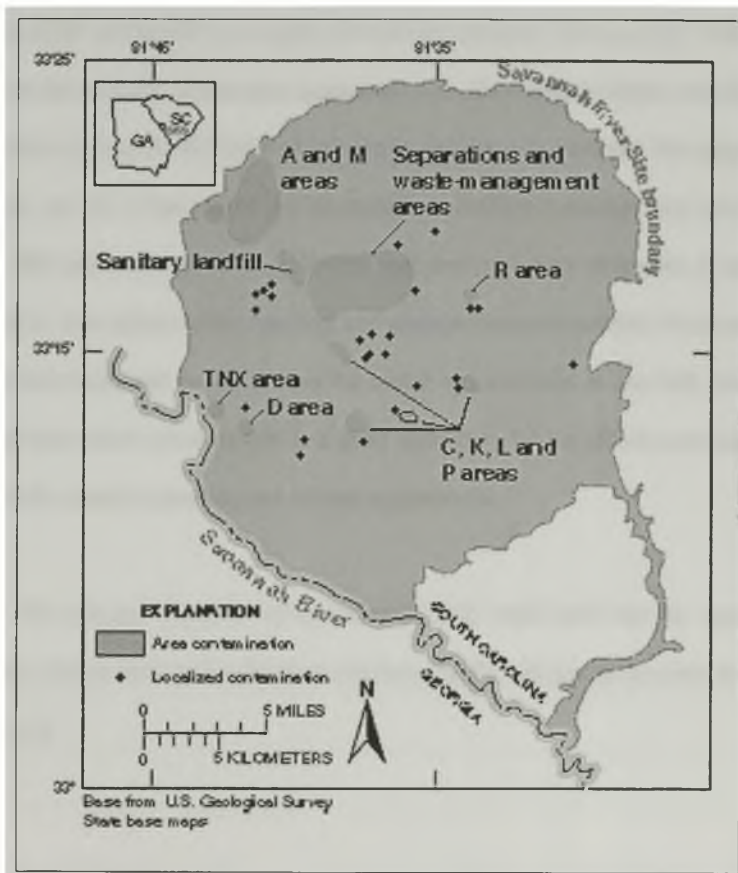 81°46'
81°35'
33°25'
Savannah River Site boundary
SC
GA
A and M
areas
Separations and
waste-management
areas
Sanitary landfill
R area
33°15'
TNX area
D area
C, K, L and
P areas
Savannah River
EXPLANATION
Area contamination
Localized contamination
SOUTH CAROLINA
GEORGIA
N
0 5 MILES
0 5 KILOMETERS
33°
Base from U.S. Geological Survey
State base maps